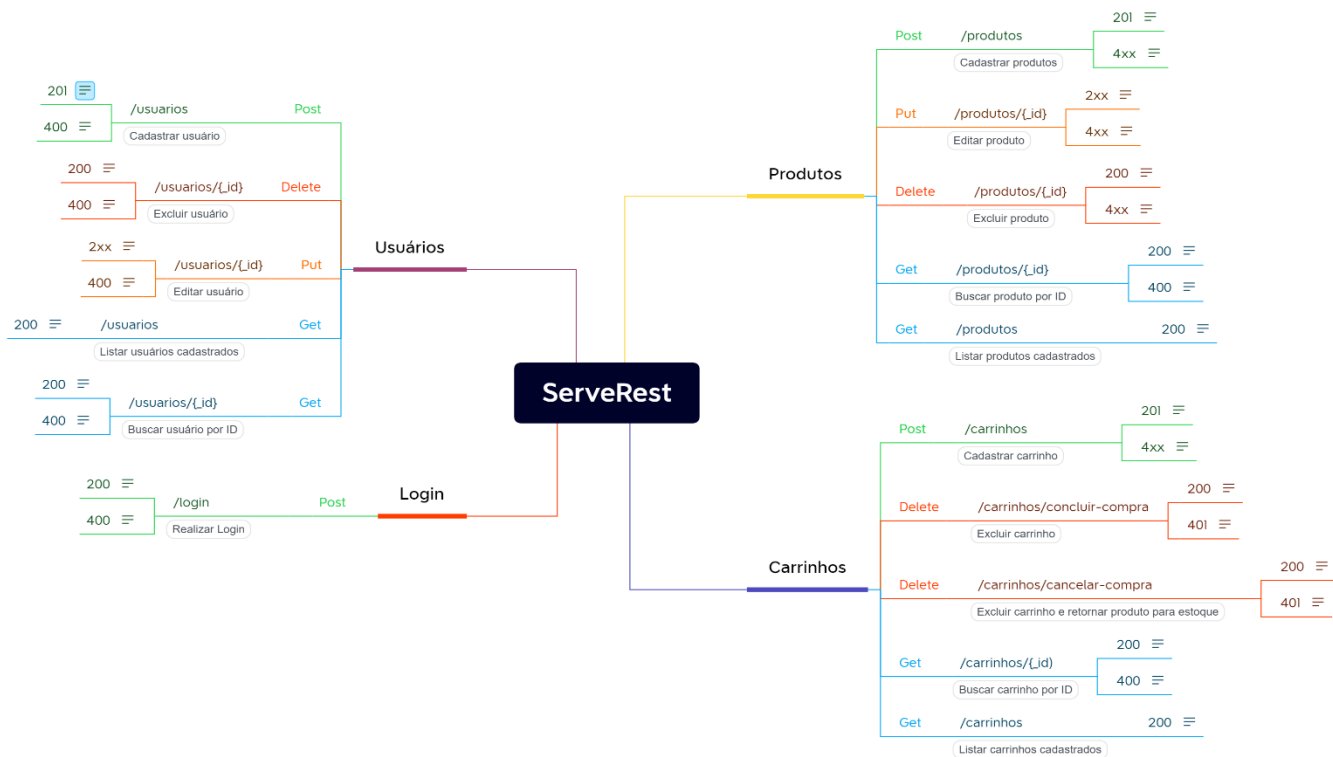 ServeRest
Usuários
201
400
/usuarios
Post
Cadastrar usuário
200
400
/usuarios/{_id}
Delete
Excluir usuário
2xx
400
/usuarios/{_id}
Put
Editar usuário
200
/usuarios
Get
Listar usuários cadastrados
200
400
/usuarios/{_id}
Get
Buscar usuário por ID
Login
200
400
/login
Post
Realizar Login
Produtos
Post
/produtos
201
4xx
Cadastrar produtos
Put
/produtos/{_id}
2xx
4xx
Editar produto
Delete
/produtos/{_id}
200
4xx
Excluir produto
Get
/produtos/{_id}
200
400
Buscar produto por ID
Get
/produtos
200
Listar produtos cadastrados
Carrinhos
Post
/carrinhos
201
4xx
Cadastrar carrinho
Delete
/carrinhos/concluir-compra
200
401
Excluir carrinho
Delete
/carrinhos/cancelar-compra
200
401
Excluir carrinho e retornar produto para estoque
Get
/carrinhos/{_id)
200
400
Buscar carrinho por ID
Get
/carrinhos
200
Listar carrinhos cadastrados